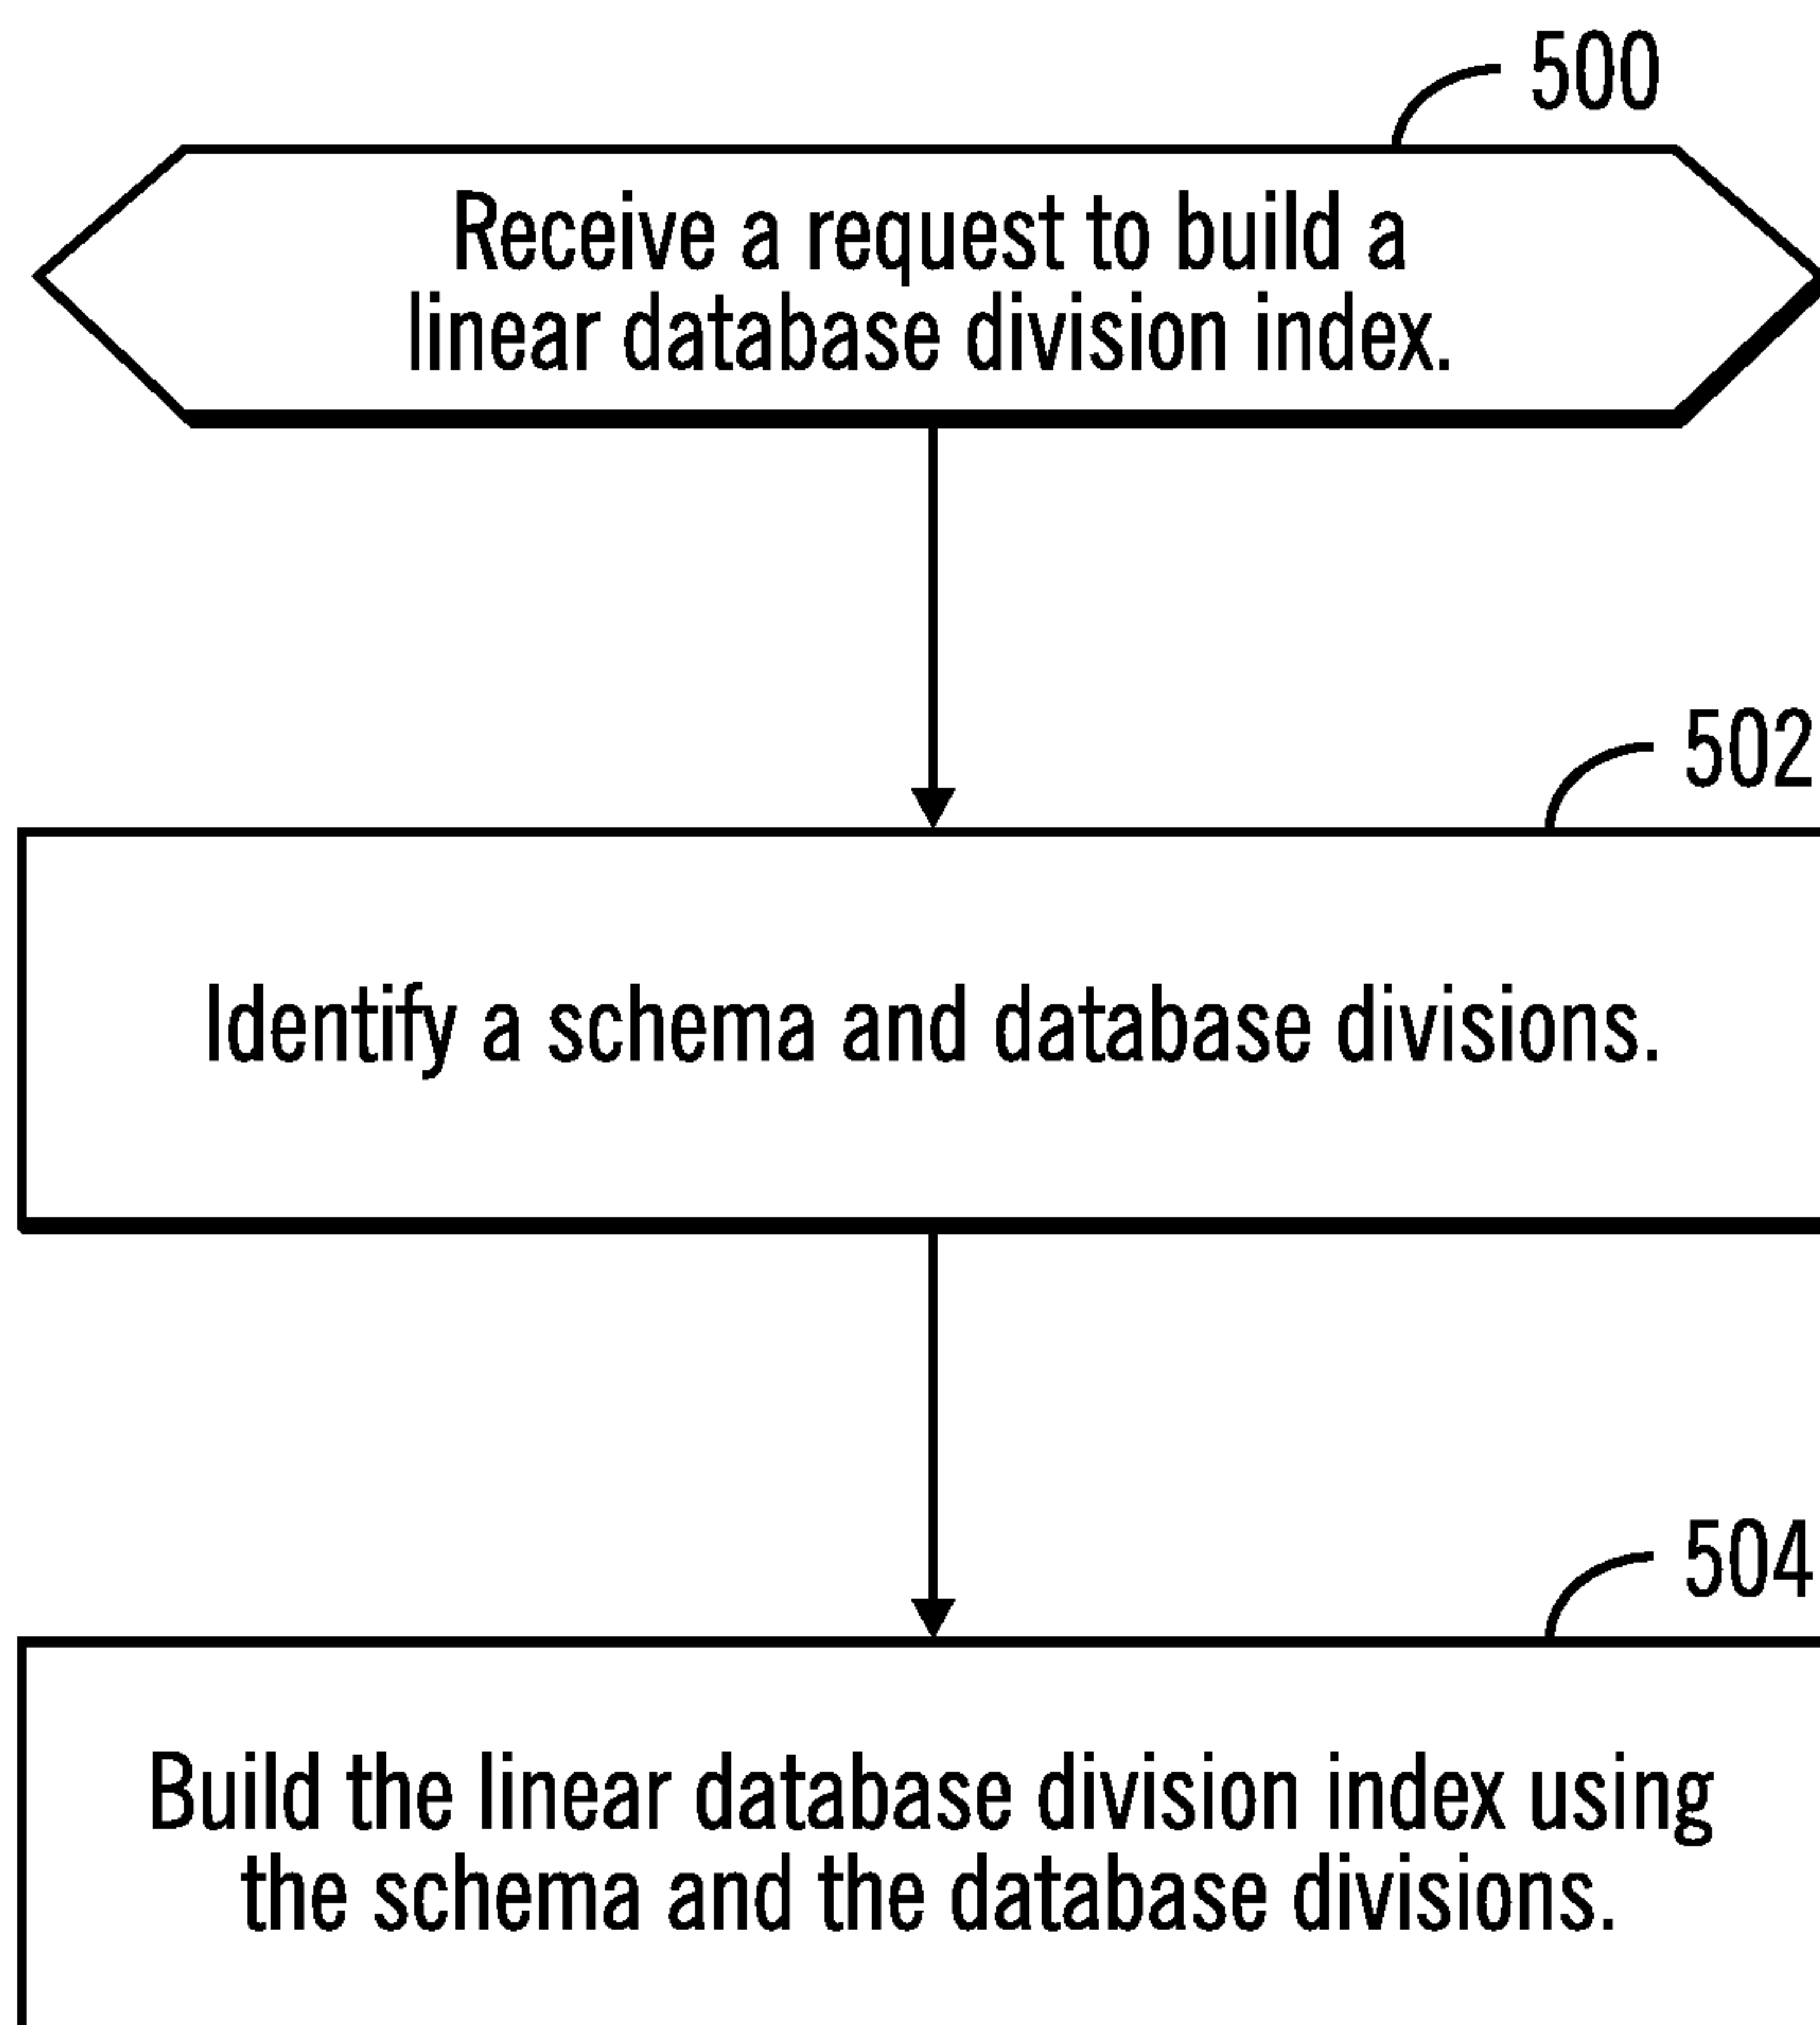 500
Receive a request to build a
linear database division index.
502
Identify a schema and database divisions.
504
Build the linear database division index using
the schema and the database divisions.